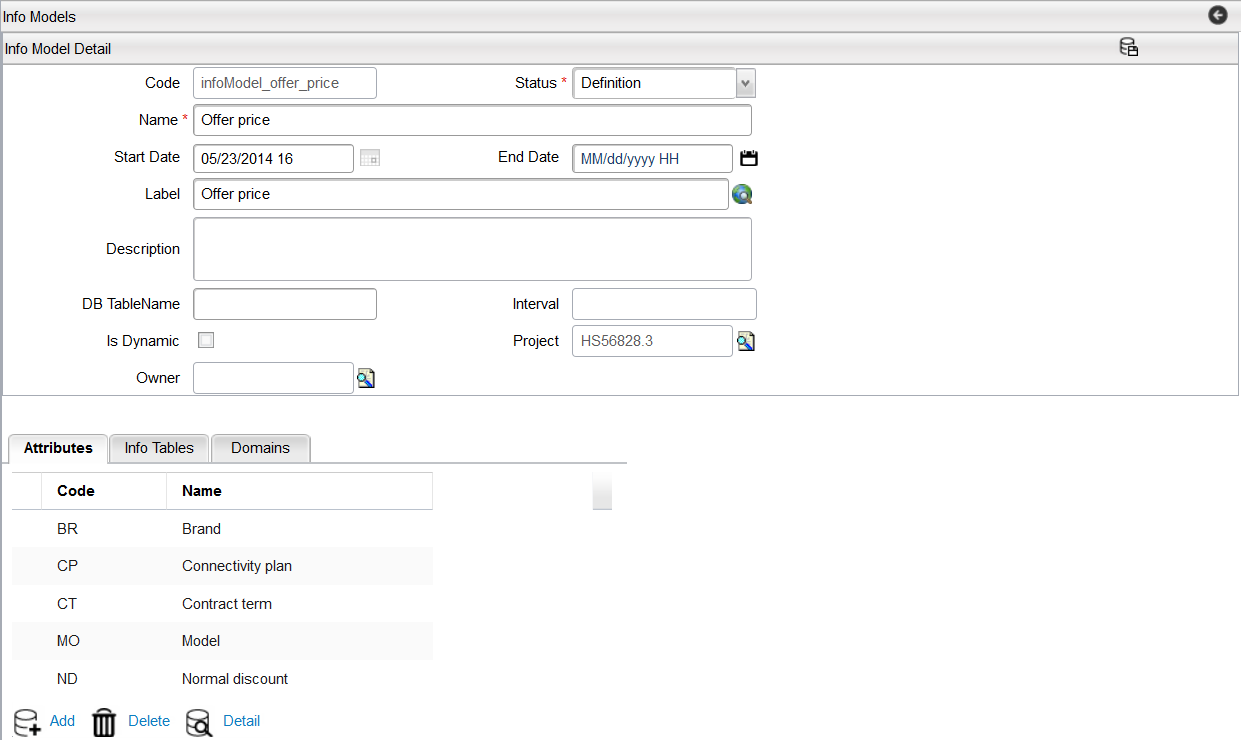 Info Models
Info Model Detail
Code infoModel_offer_price Status * Definition
Name * Offer price
Start Date 05/23/2014 16 End Date MM/dd/yyyy HH
Label Offer price
Description
DB TableName Interval
Is Dynamic Project HS56828.3
Owner
Attributes Info Tables Domains
Code Name
BR Brand
CP Connectivity plan
CT Contract term
MO Model
ND Normal discount
Add Delete Detail